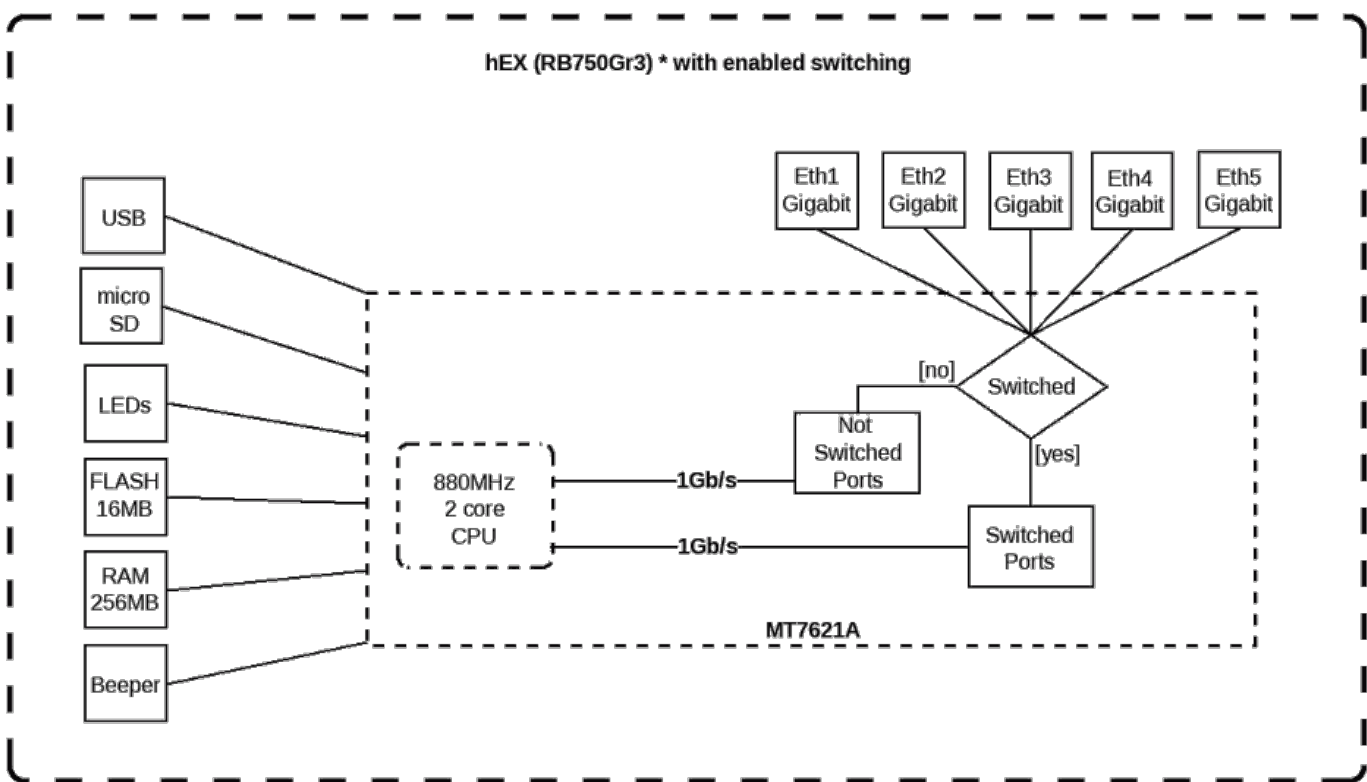 hEX (RB750Gr3) * with enabled switching
Eth1
Gigabit
Eth2
Gigabit
Eth3
Gigabit
Eth4
Gigabit
Eth5
Gigabit
USB
micro
SD
LEDs
FLASH
16MB
RAM
256MB
Beeper
880MHz
2 core
CPU
1Gb/s
1Gb/s
[no]
Switched
[yes]
Not
Switched
Ports
Switched
Ports
MT7621A